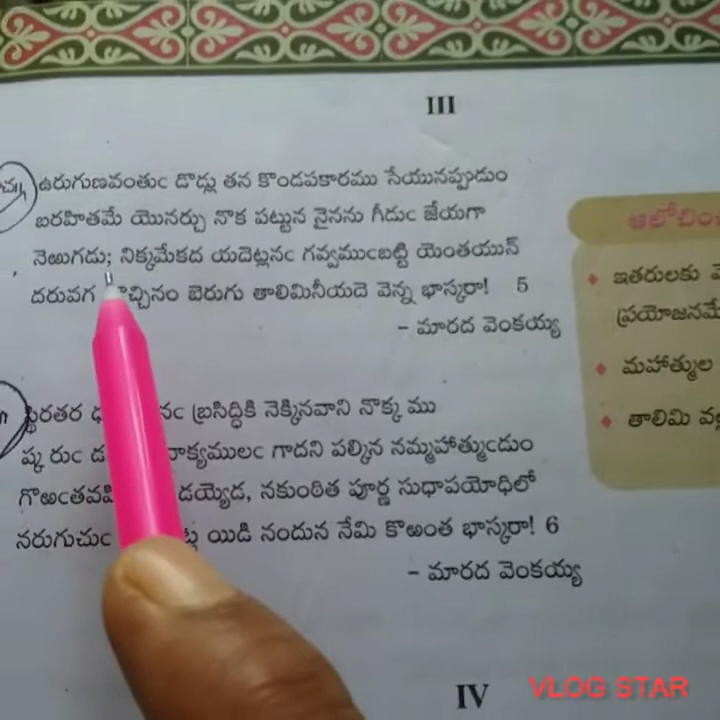 III
ఉరుగుణవంతుఁ డొడ్లు తన కొండపకారము సేయునప్పుడుం
బరహితమే యొనర్చు నొక పట్టున నైనను గీడుఁ జేయగా
నెఱుగడు; నిక్కమేకద యదెట్లనఁ గవ్వముఁబట్టి యెంతయున్
దరువగ బెరుగు తాలిమినీయదె వెన్న భాస్కరా! 5
– మారద వెంకయ్య
ఆలోచిం
♦ ఇతరులకు
ప్రయోజనమే
♦ మహాత్ముల
♦ తాలిమి
స్థిరతర నఁ బ్రసిద్ధికి నెక్కినవాని నొక్క ము
ష్క రుఁ డ వాక్యములఁ గాదని పల్కిన నమ్మహాత్ముఁడుం
గొఱఁతవ డయ్యెడ, నకుంఠిత పూర్ణ సుధాపయోధిలో
నరుగుచుఁ ట్ట యిడి నందున నేమి కొఱంత భాస్కరా! 6
– మారద వెంకయ్య
IV
VLOG STAR